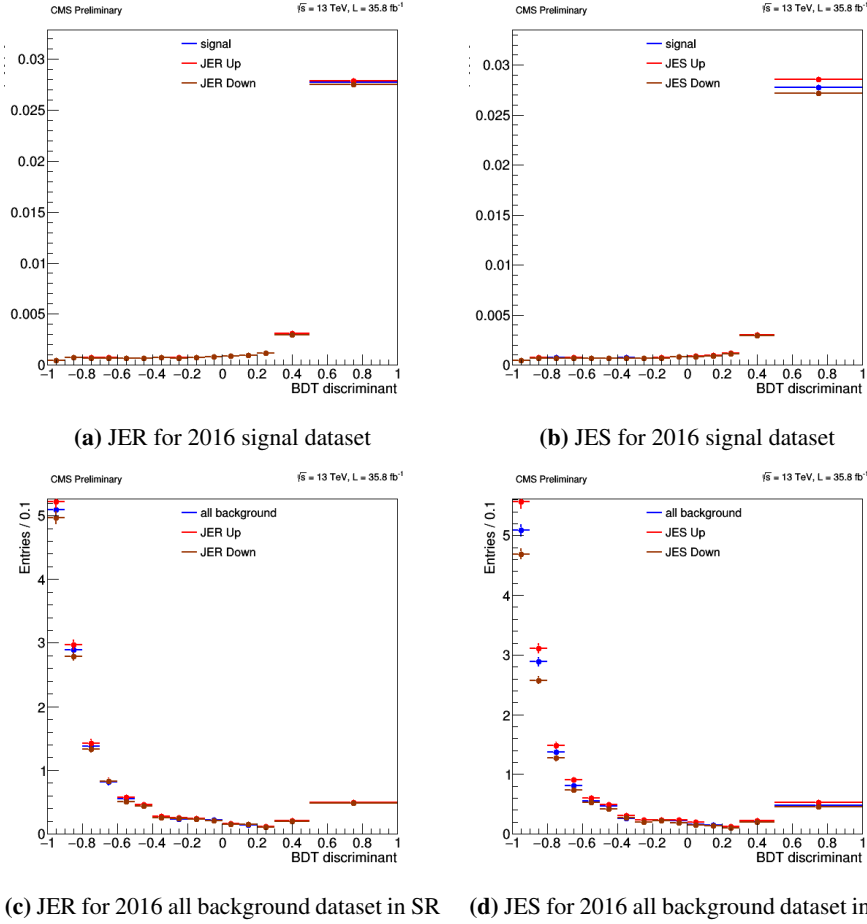 CMS Preliminary
√s = 13 TeV, L = 35.8 fb⁻¹
signal
JER Up
JER Down
0.03
0.025
0.02
0.015
0.01
0.005
0
−1 −0.8 −0.6 −0.4 −0.2 0 0.2 0.4 0.6 0.8 1
BDT discriminant
(a) JER for 2016 signal dataset
CMS Preliminary
√s = 13 TeV, L = 35.8 fb⁻¹
signal
JES Up
JES Down
0.03
0.025
0.02
0.015
0.01
0.005
0
−1 −0.8 −0.6 −0.4 −0.2 0 0.2 0.4 0.6 0.8 1
BDT discriminant
(b) JES for 2016 signal dataset
CMS Preliminary
√s = 13 TeV, L = 35.8 fb⁻¹
Entries / 0.1
all background
JER Up
JER Down
5
4
3
2
1
0
−1 −0.8 −0.6 −0.4 −0.2 0 0.2 0.4 0.6 0.8 1
BDT discriminant
(c) JER for 2016 all background dataset in SR
CMS Preliminary
√s = 13 TeV, L = 35.8 fb⁻¹
Entries / 0.1
all background
JES Up
JES Down
5
4
3
2
1
0
−1 −0.8 −0.6 −0.4 −0.2 0 0.2 0.4 0.6 0.8 1
BDT discriminant
(d) JES for 2016 all background dataset in